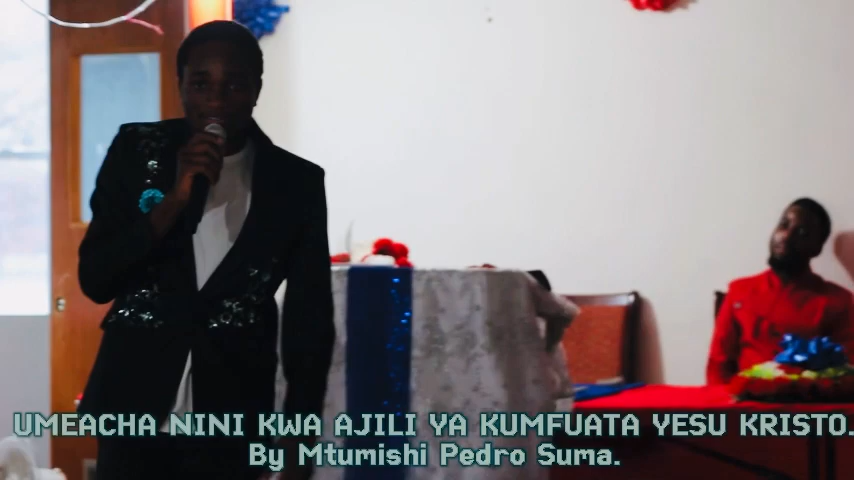 UMEACHA NINI KWA AJILI YA KUMFUATA YESU KRISTO.
By Mtumishi Pedro Suma.